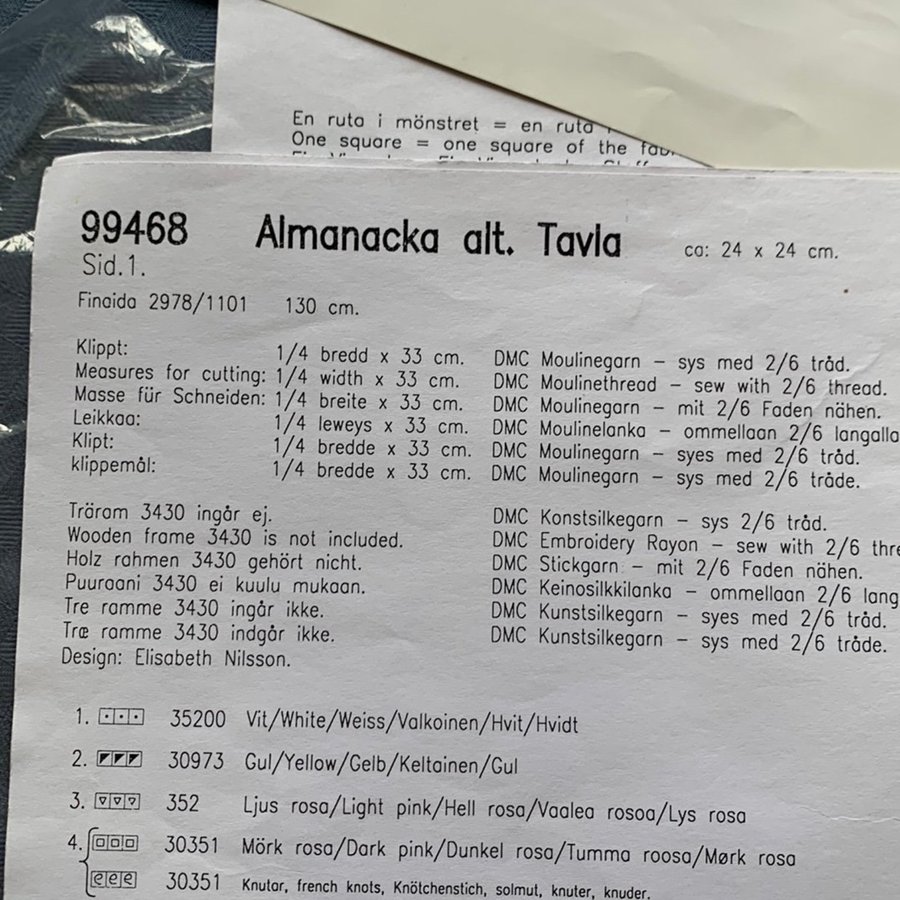 En ruta i mönstret = en ruta
One square = one square of the
99468 Almanacka alt. Tavla ca: 24 x 24 cm.
Sid.1.
Finaida 2978/1101 130 cm.
Klippt: 1/4 bredd x 33 cm. DMC Moulinegarn – sys med 2/6 tråd.
Measures for cutting: 1/4 width x 33 cm. DMC Moulinethread – sew with 2/6 thread.
Masse für Schneiden: 1/4 breite x 33 cm. DMC Moulinegarn – mit 2/6 Faden nähen.
Leikkaa: 1/4 leweys x 33 cm. DMC Moulinelanka – ommellaan 2/6 langalla
Klipt: 1/4 bredde x 33 cm. DMC Moulinegarn – syes med 2/6 tråd.
klippemål: 1/4 bredde x 33 cm. DMC Moulinegarn – sys med 2/6 tråde.
Träram 3430 ingår ej. DMC Konstsilkegarn – sys 2/6 tråd.
Wooden frame 3430 is not included. DMC Embroidery Rayon – sew with 2/6 thre
Holz rahmen 3430 gehört nicht. DMC Stickgarn – mit 2/6 Faden nähen.
Puuraani 3430 ei kuulu mukaan. DMC Keinosilkkilanka – ommellaan 2/6 lang
Tre ramme 3430 ingår ikke. DMC Kunstsilkegarn – syes med 2/6 tråd.
Træ ramme 3430 indgår ikke. DMC Kunstsilkegarn – sys med 2/6 tråde.
Design: Elisabeth Nilsson.
1. 35200 Vit/White/Weiss/Valkoinen/Hvit/Hvidt
2. 30973 Gul/Yellow/Gelb/Keltainen/Gul
3. 352 Ljus rosa/Light pink/Hell rosa/Vaalea rosoa/Lys rosa
4. 30351 Mörk rosa/Dark pink/Dunkel rosa/Tumma roosa/Mørk rosa
eee 30351 Knutar, french knots, Knötchenstich, solmut, knuter, knuder.